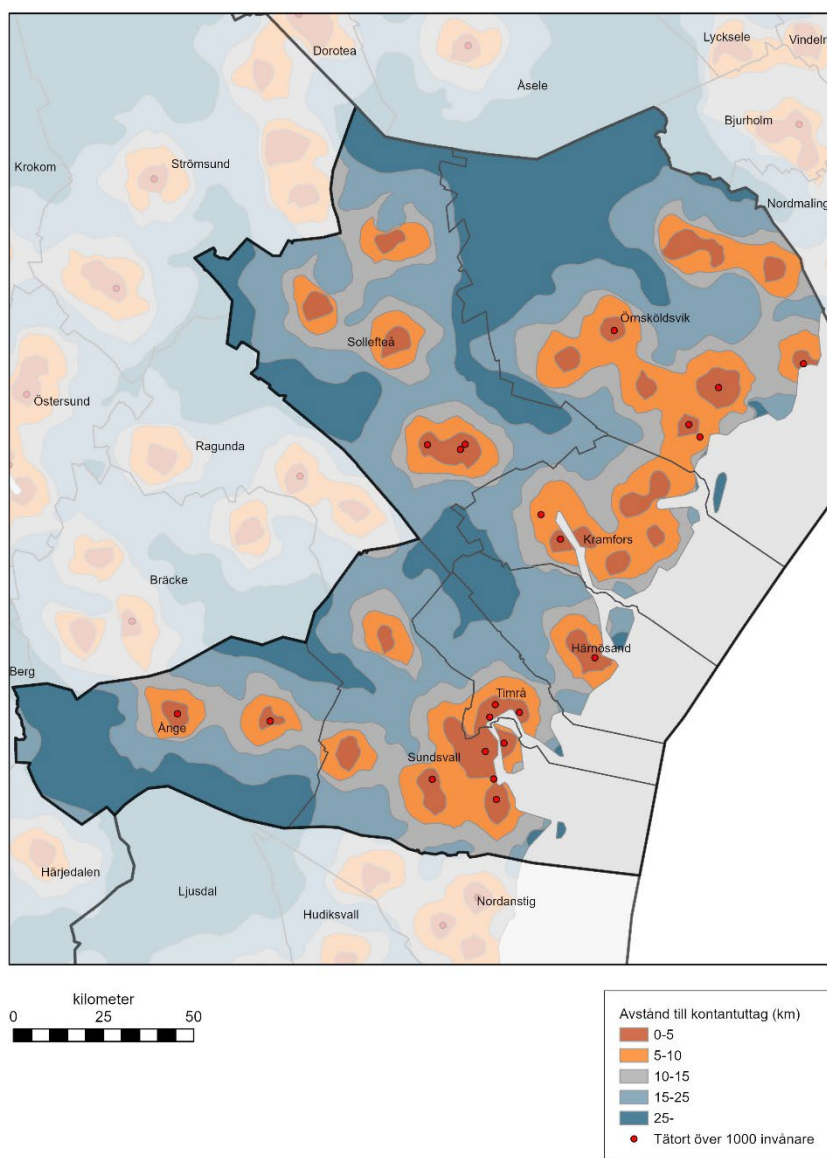 Dorotea
Lycksele
Vindeln
Åsele
Bjurholm
Krokom
Strömsund
Nordmaling
Örnsköldsvik
Sollefteå
Östersund
Ragunda
Kramfors
Bräcke
Härnösand
Berg
Timrå
Ånge
Sundsvall
Härjedalen
Ljusdal
Hudiksvall
Nordanstig
kilometer
0 25 50
Avstånd till kontantuttag (km)
0-5
5-10
10-15
15-25
25-
Tätort över 1000 invånare